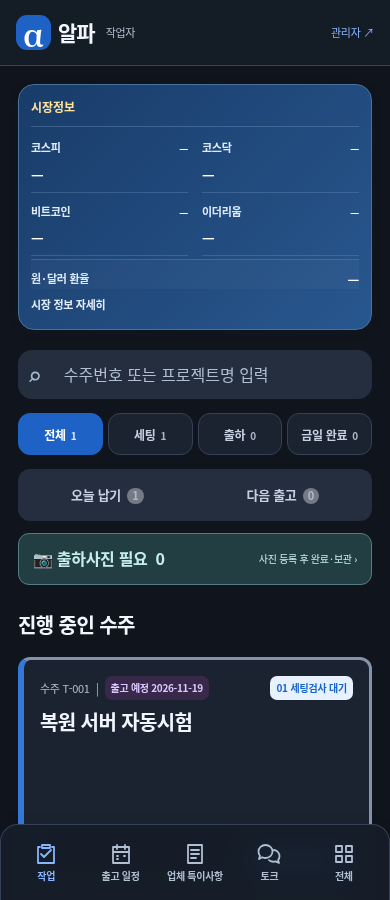 α 알파 작업자 관리자 ↗
시장정보
코스피 — 코스닥 —
— —
비트코인 — 이더리움 —
— —
원·달러 환율 —
시장 정보 자세히
수주번호 또는 프로젝트명 입력
전체 1 세팅 1 출하 0 금일 완료 0
오늘 납기 1 다음 출고 0
📷 출하사진 필요 0 사진 등록 후 완료·보관 ›
진행 중인 수주
수주 T-001 | 출고 예정 2026-11-19 01 세팅검사 대기
복원 서버 자동시험
작업 출고 일정 업체 특이사항 토크 전체